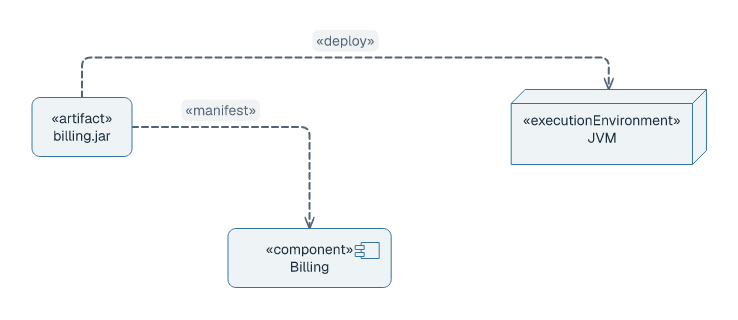 «deploy»
«manifest»
«artifact»
billing.jar
«executionEnvironment»
JVM
«component»
Billing